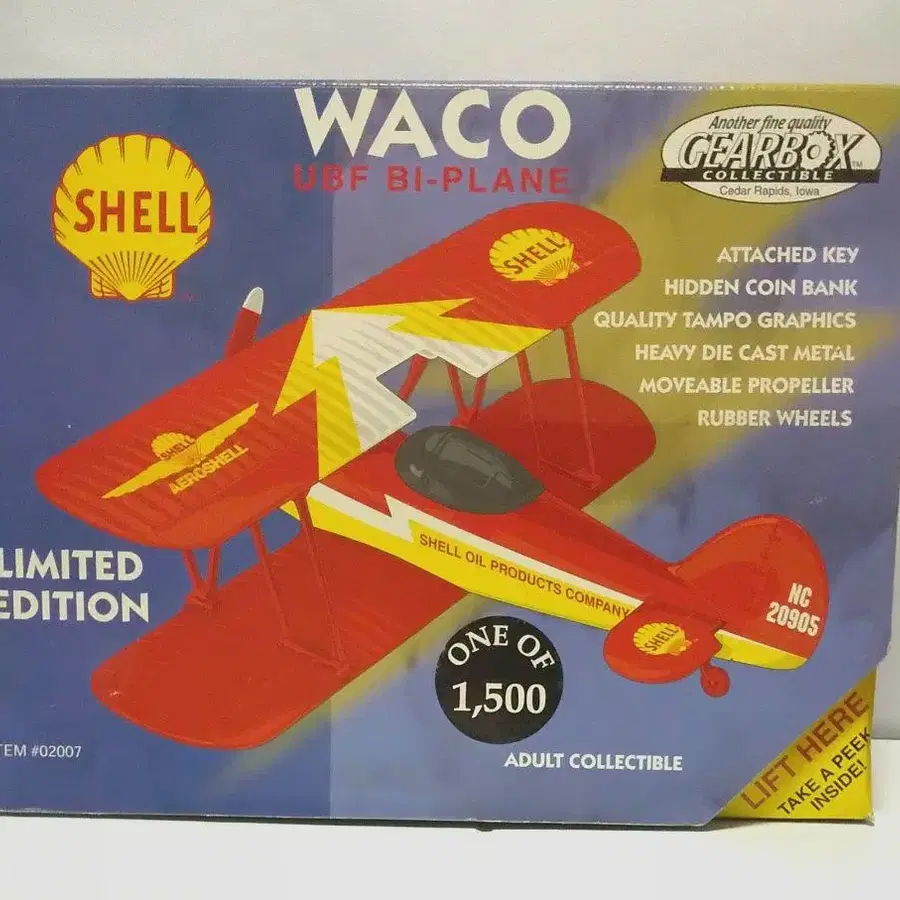 WACO
UBF BI-PLANE
SHELL
Another fine quality
GEARBOX
COLLECTIBLE
Cedar Rapids, Iowa
ATTACHED KEY
HIDDEN COIN BANK
QUALITY TAMPO GRAPHICS
HEAVY DIE CAST METAL
MOVEABLE PROPELLER
RUBBER WHEELS
SHELL
SHELL
AEROSHELL
SHELL OIL PRODUCTS COMPANY
NC
20905
SHELL
LIMITED
EDITION
ONE OF
1,500
TEM #02007
ADULT COLLECTIBLE
LIFT HERE
TAKE A PEEK
INSIDE!